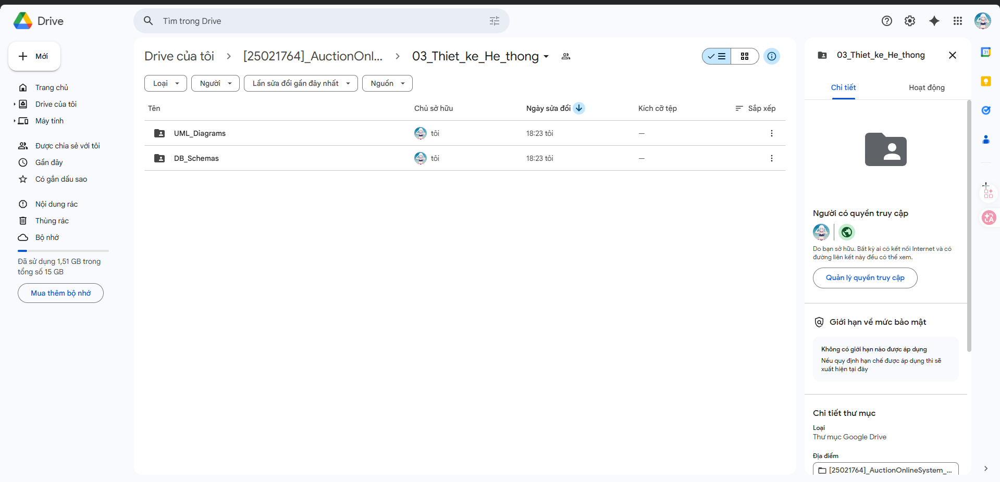 Drive
Tìm trong Drive
Mới
Trang chủ
Drive của tôi
Máy tính
Được chia sẻ với tôi
Gần đây
Có gắn dấu sao
Nội dung rác
Thùng rác
Bộ nhớ
Đã sử dụng 1,51 GB trong
tổng số 15 GB
Mua thêm bộ nhớ
Drive của tôi > [25021764]_AuctionOnl... > 03_Thiet_ke_He_thong
Loại
Người
Lần sửa đổi gần đây nhất
Nguồn
Tên Chủ sở hữu Ngày sửa đổi Kích cỡ tệp Sắp xếp
UML_Diagrams tôi 18:23 tôi —
DB_Schemas tôi 18:23 tôi —
03_Thiet_ke_He_thong
Chi tiết
Hoạt động
Người có quyền truy cập
Do bạn sở hữu. Bất kỳ ai có kết nối Internet và có
đường liên kết này đều có thể xem.
Quản lý quyền truy cập
Giới hạn về mức bảo mật
Không có giới hạn nào được áp dụng
Nếu quy định hạn chế được áp dụng thì sẽ
xuất hiện tại đây
Chi tiết thư mục
Loại
Thư mục Google Drive
Địa điểm
[25021764]_AuctionOnlineSystem_...
31